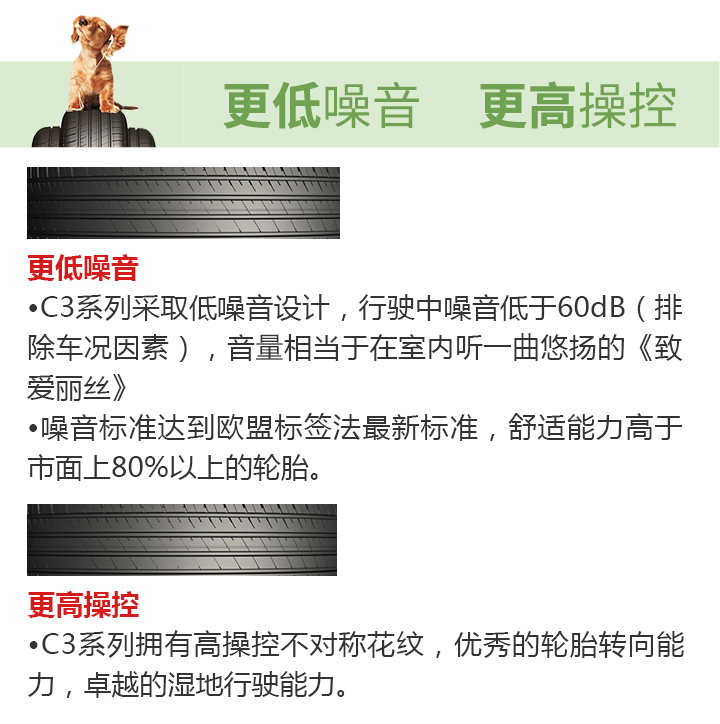 更低噪音 更高操控
更低噪音
•C3系列采取低噪音设计，行驶中噪音低于60dB（排
除车况因素），音量相当于在室内听一曲悠扬的《致
爱丽丝》
•噪音标准达到欧盟标签法最新标准，舒适能力高于
市面上80%以上的轮胎。
更高操控
•C3系列拥有高操控不对称花纹，优秀的轮胎转向能
力，卓越的湿地行驶能力。